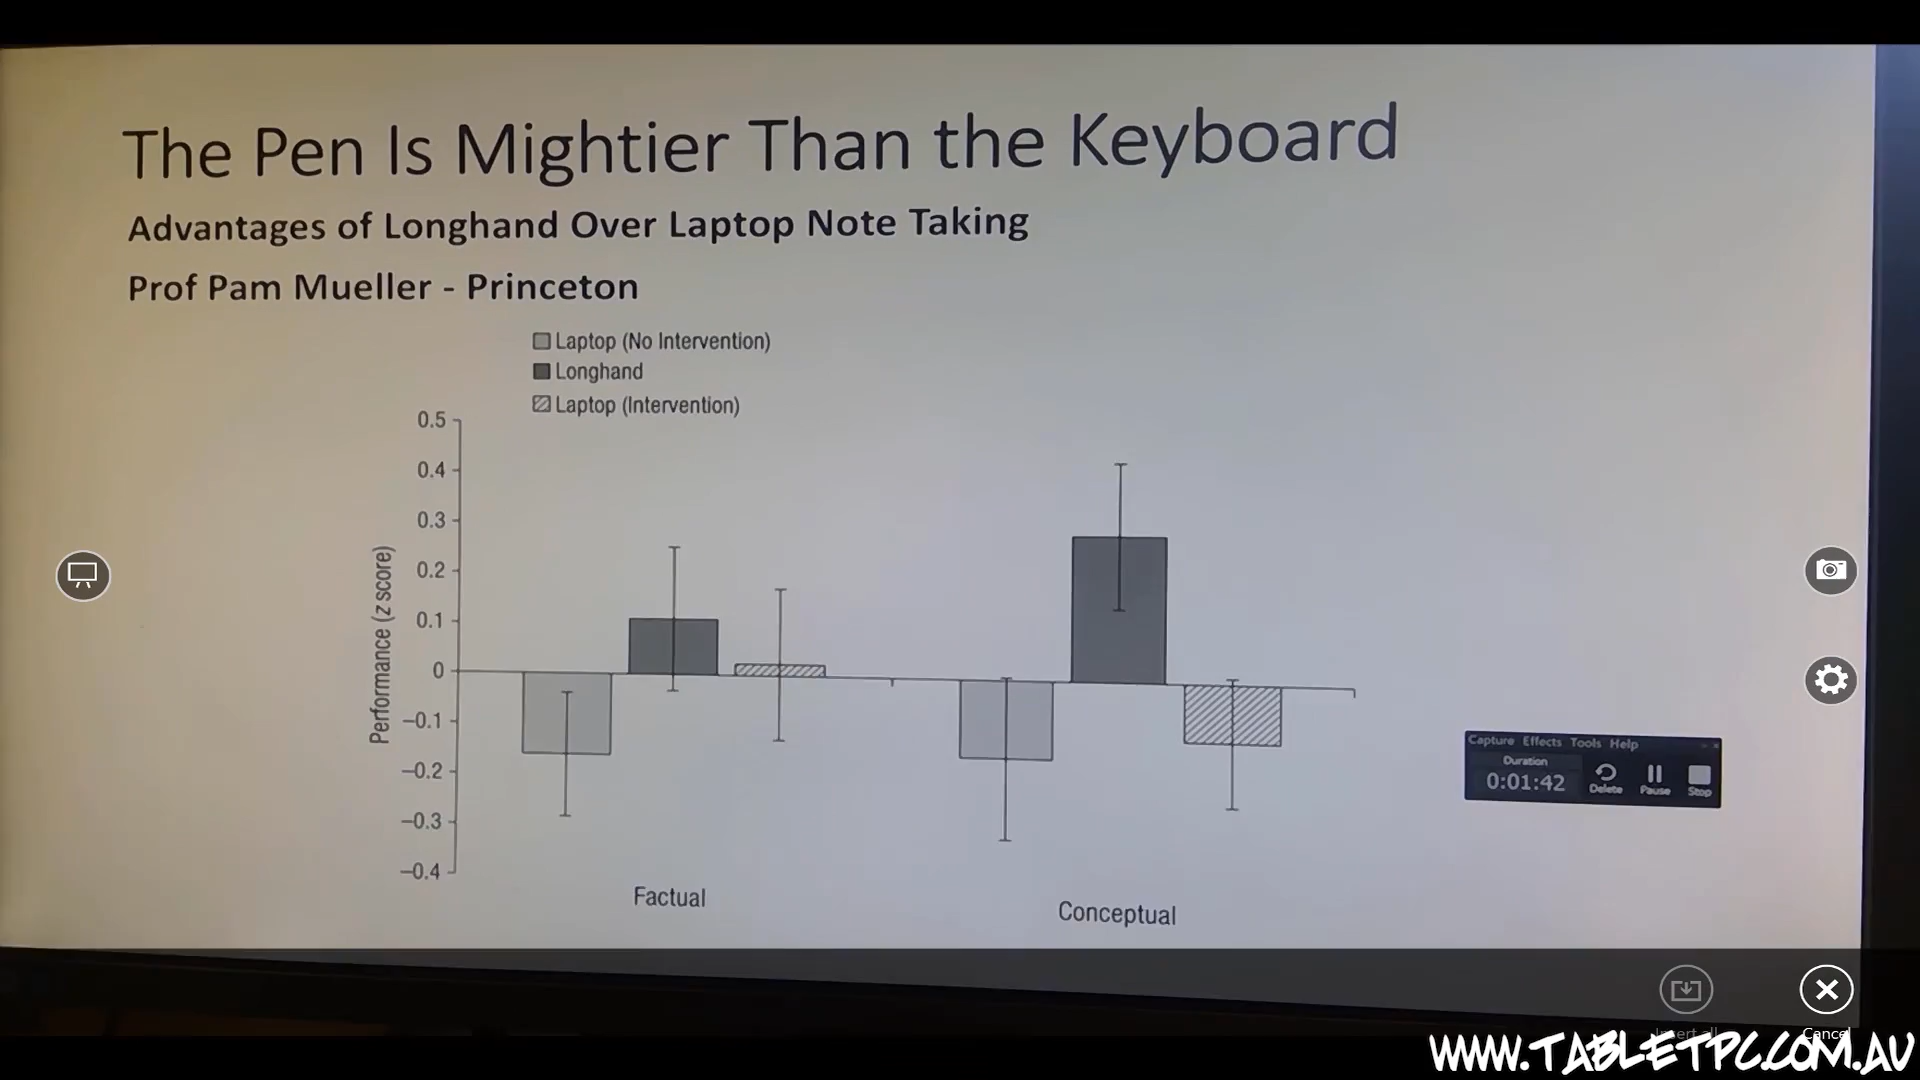 The Pen Is Mightier Than the Keyboard
Advantages of Longhand Over Laptop Note Taking
Prof Pam Mueller - Princeton
Laptop (No Intervention)
Longhand
Laptop (Intervention)
0.5
0.4
0.3
0.2
0.1
0
–0.1
–0.2
–0.3
–0.4
Performance (z score)
Factual
Conceptual
Capture Effects Tools Help
Duration
0:01:42
Delete Pause Stop
Insert all
Cancel
WWW.TABLETPC.COM.AU